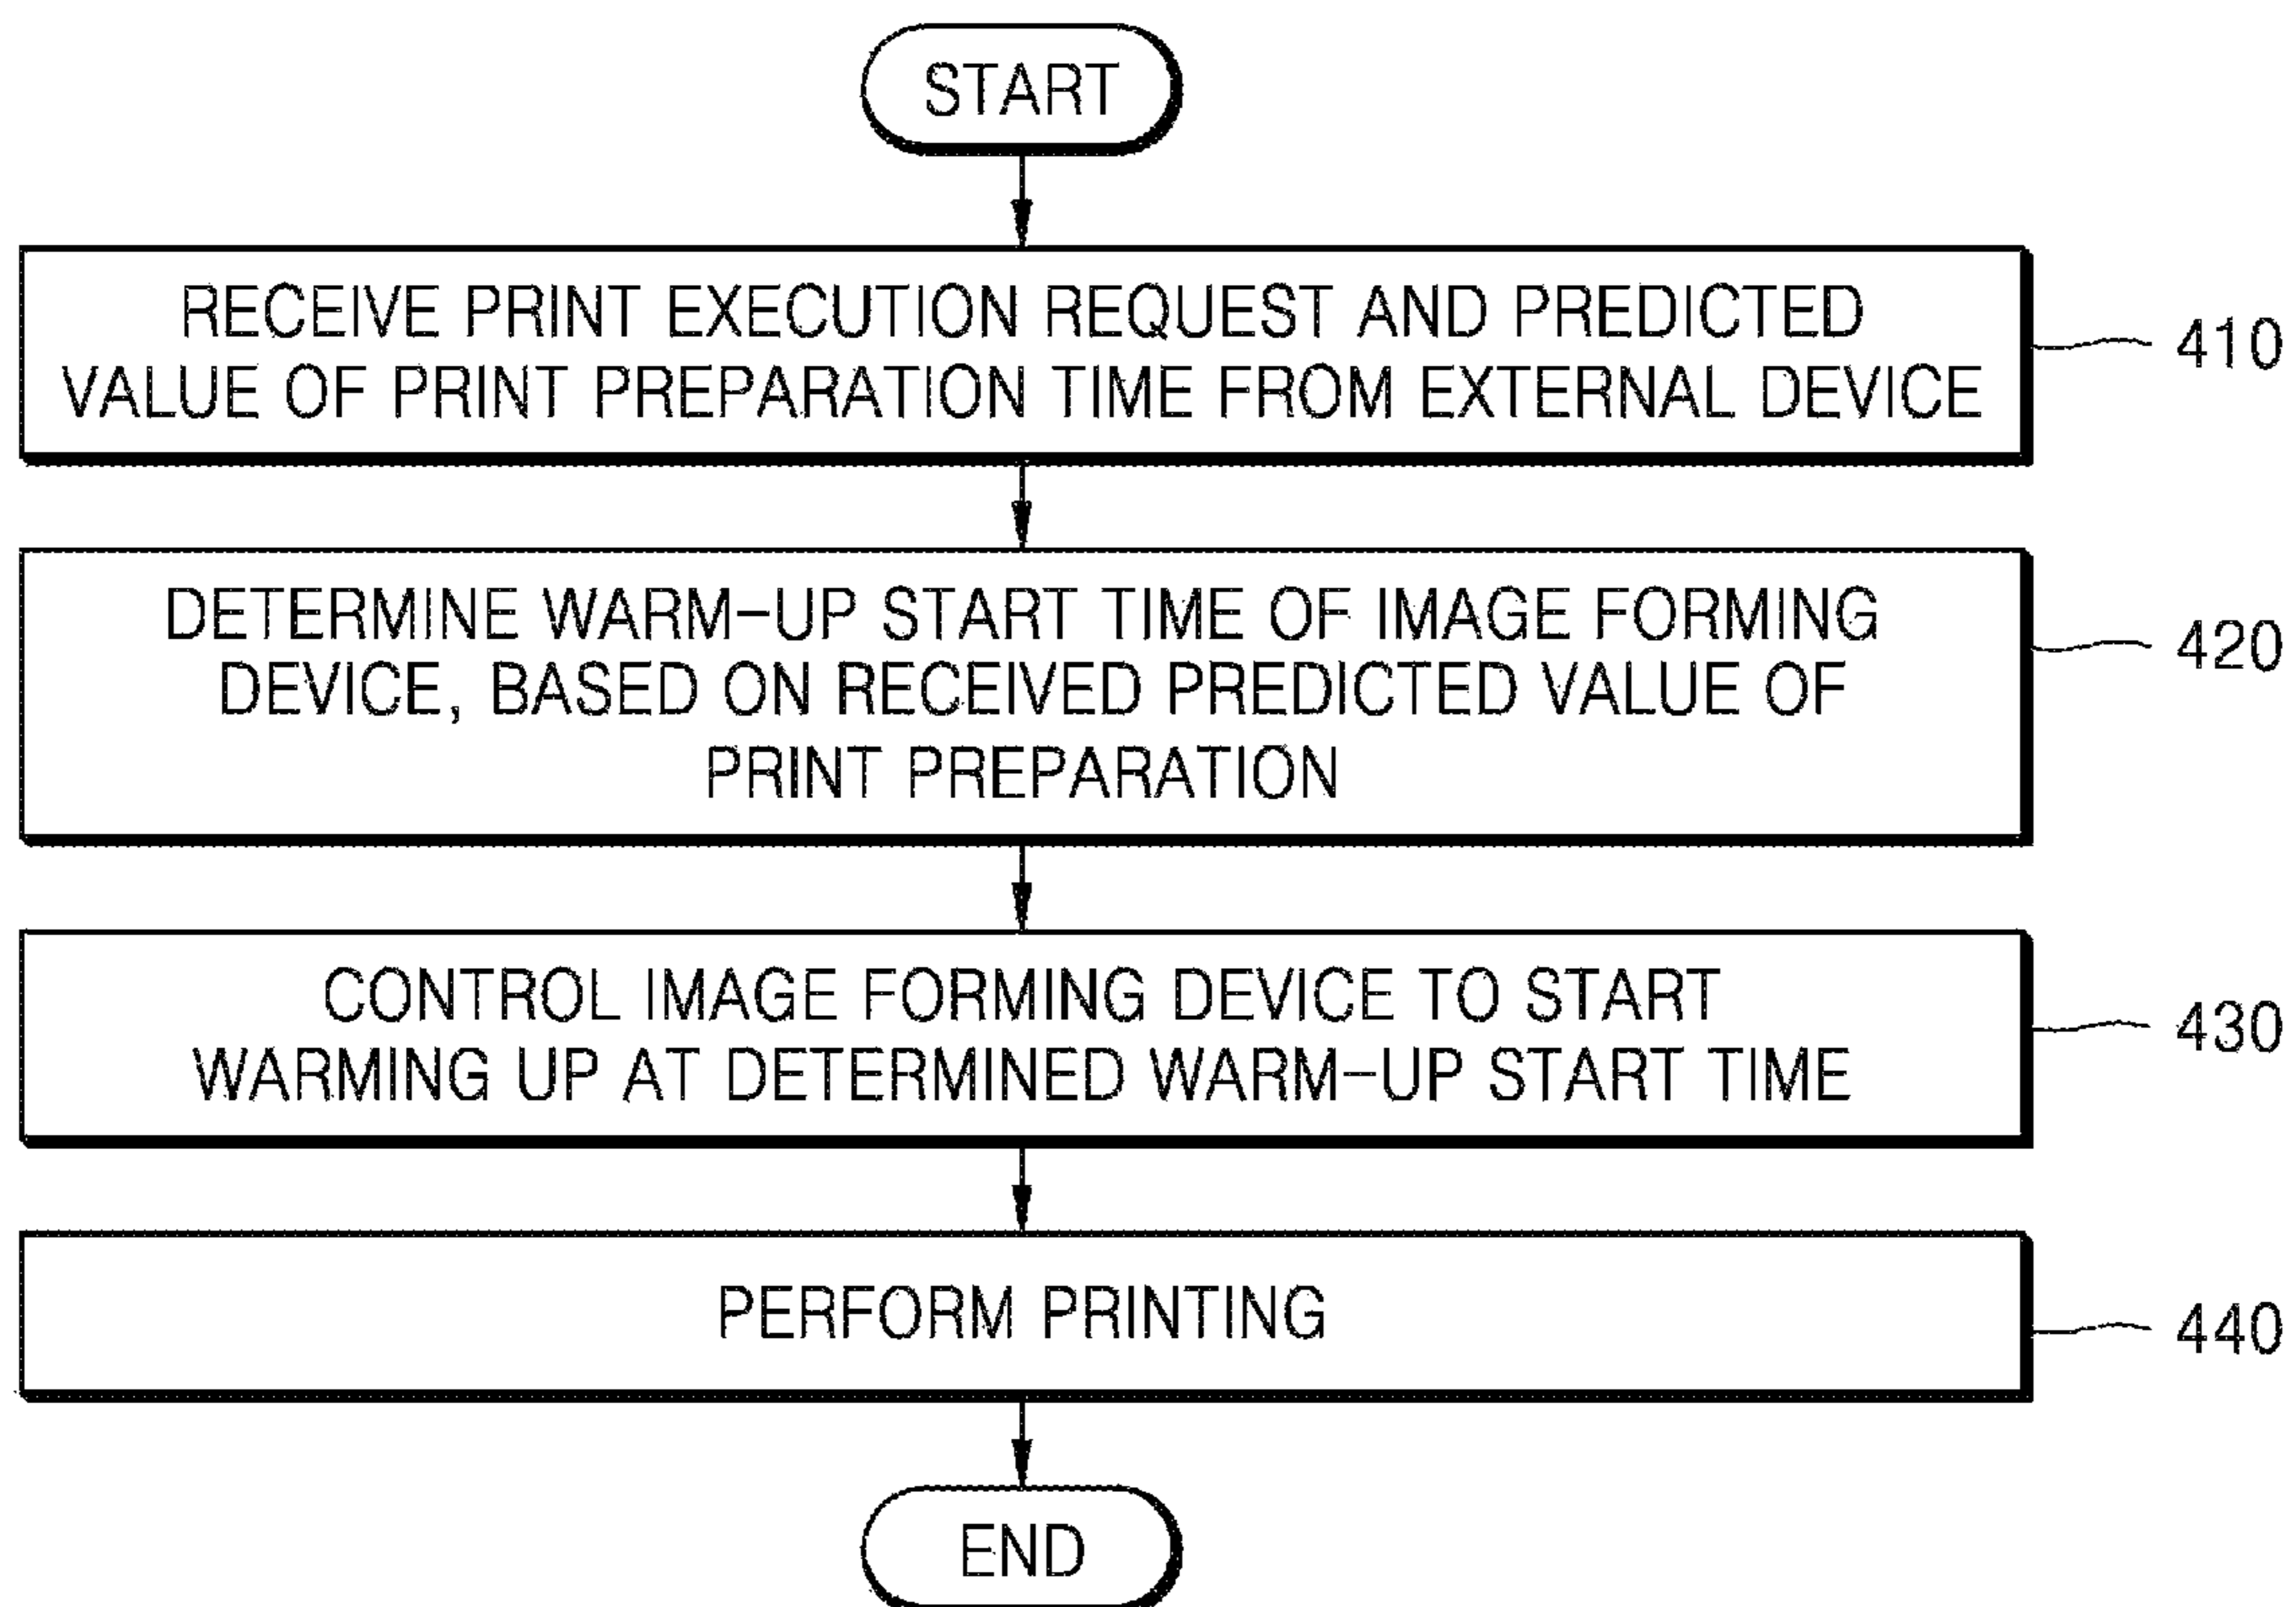 START
RECEIVE PRINT EXECUTION REQUEST AND PREDICTED
VALUE OF PRINT PREPARATION TIME FROM EXTERNAL DEVICE
410
DETERMINE WARM-UP START TIME OF IMAGE FORMING
DEVICE, BASED ON RECEIVED PREDICTED VALUE OF
PRINT PREPARATION
420
CONTROL IMAGE FORMING DEVICE TO START
WARMING UP AT DETERMINED WARM-UP START TIME
430
PERFORM PRINTING
440
END